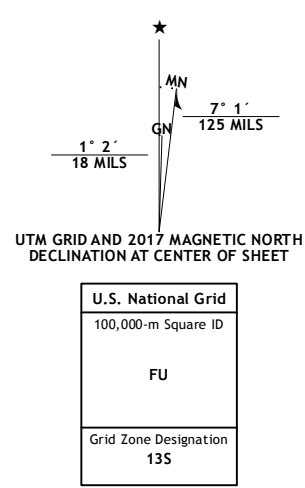 ★
MN
7° 1´
125 MILS
GN
1° 2´
18 MILS
UTM GRID AND 2017 MAGNETIC NORTH
DECLINATION AT CENTER OF SHEET
U.S. National Grid
100,000-m Square ID
FU
Grid Zone Designation
13S